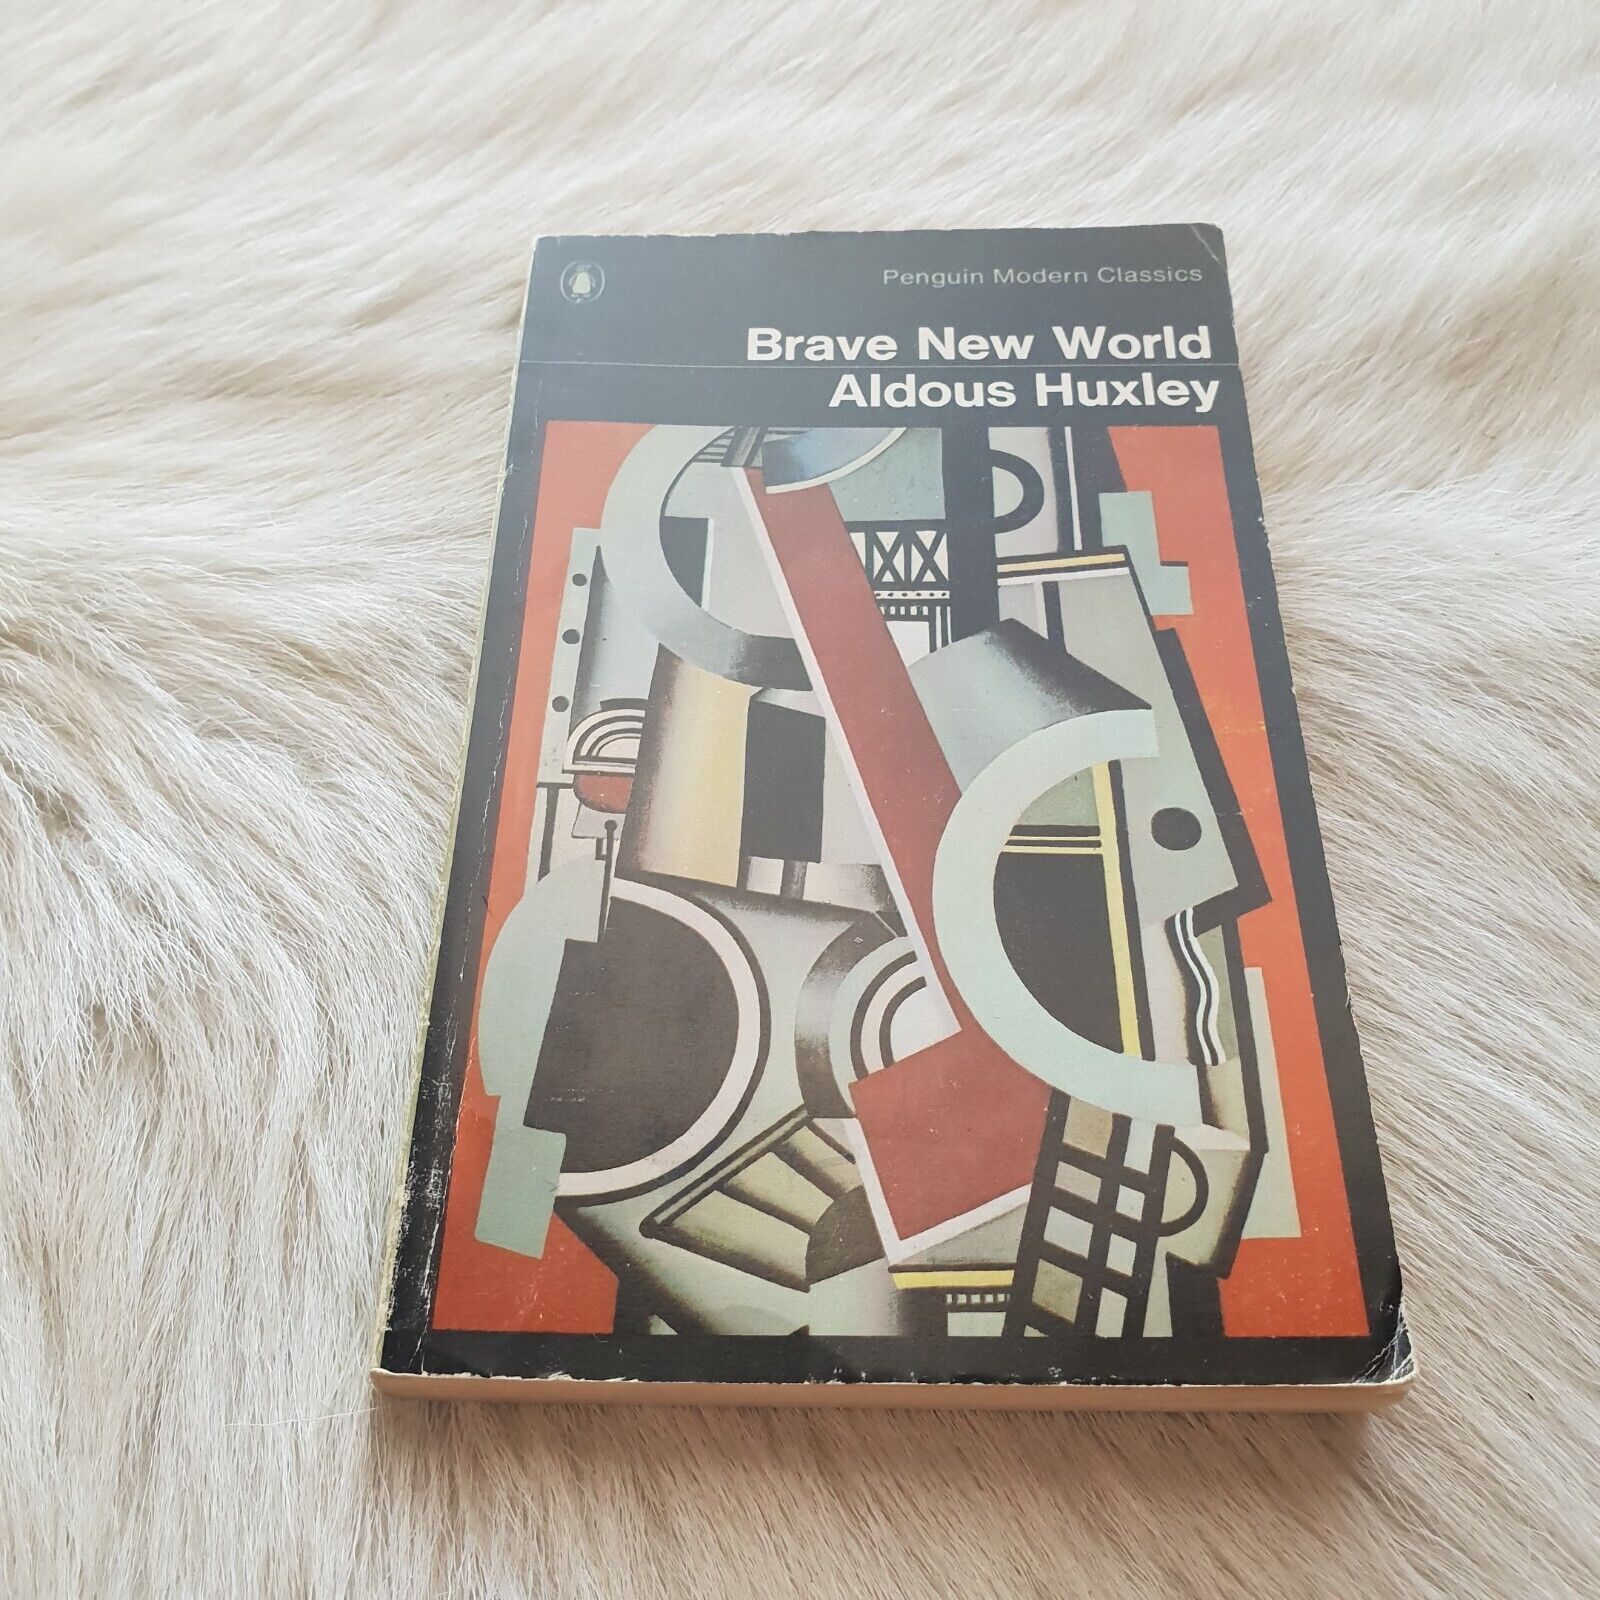 Penguin Modern Classics
Brave New World
Aldous Huxley